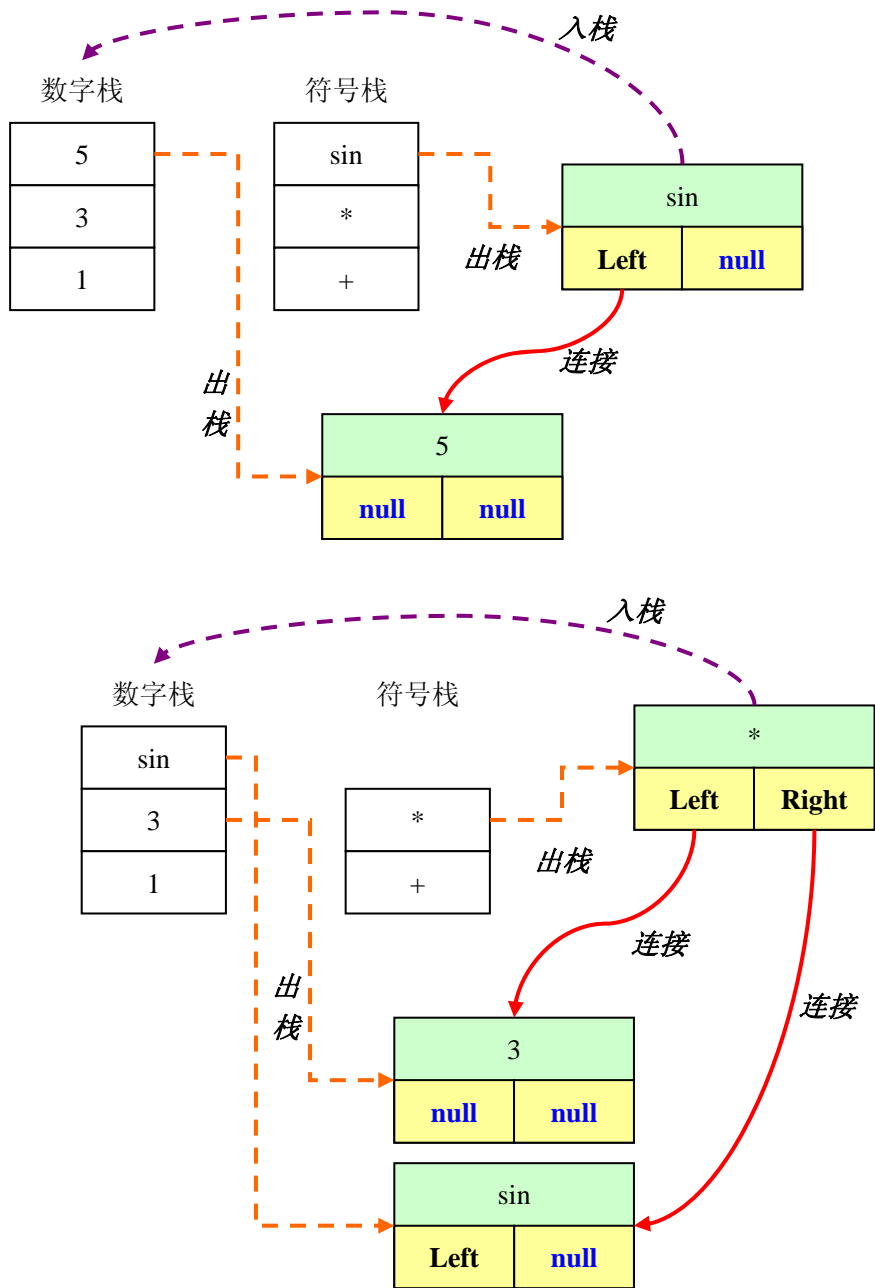 入栈
数字栈
符号栈
5
3
1
sin
*
+
sin
Left null
出栈
连接
出
栈
5
null null
入栈
数字栈
符号栈
sin
3
1
*
+
*
Left Right
出栈
连接
连接
出
栈
3
null null
sin
Left null